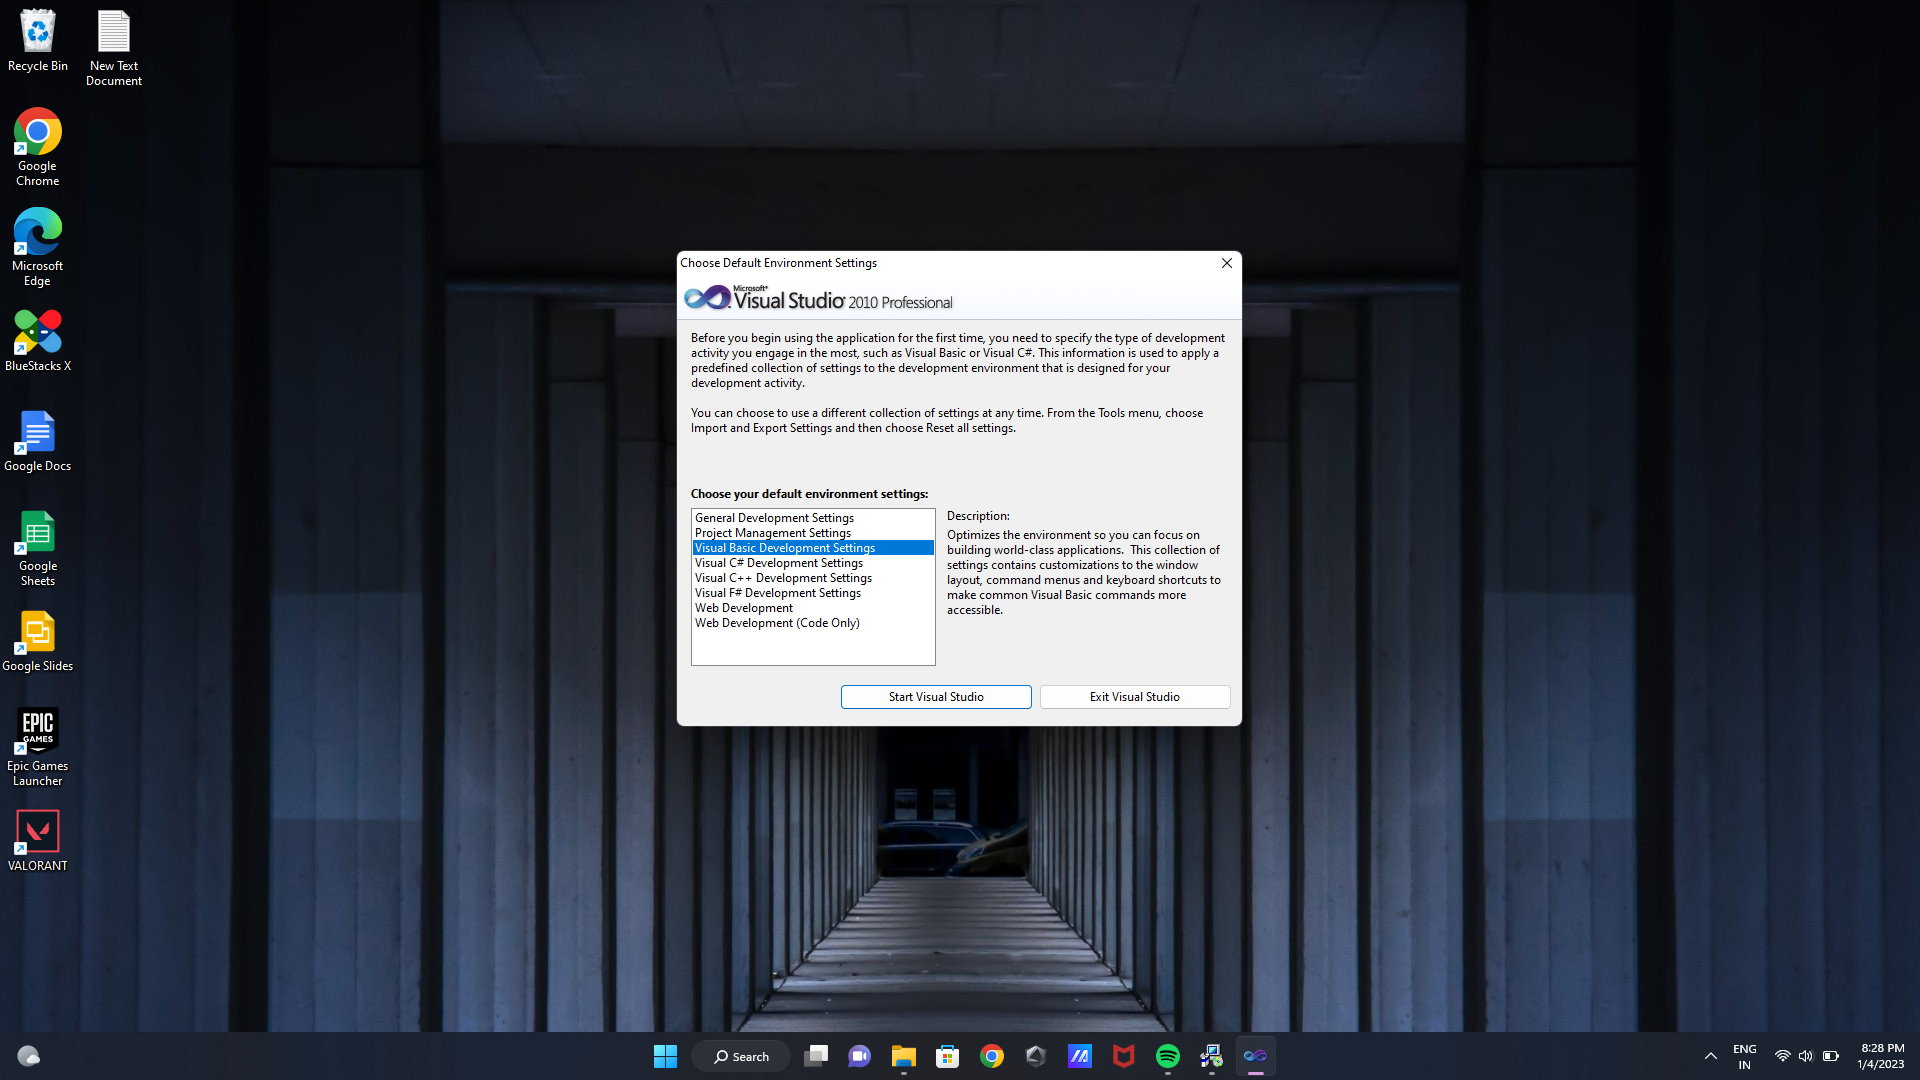 Recycle Bin
New Text
Document
Google
Chrome
Microsoft
Edge
BlueStacks X
Google Docs
Google
Sheets
Google Slides
EPIC
GAMES
Epic Games
Launcher
VALORANT
Choose Default Environment Settings
Microsoft®
Visual Studio® 2010 Professional
Before you begin using the application for the first time, you need to specify the type of development
activity you engage in the most, such as Visual Basic or Visual C#. This information is used to apply a
predefined collection of settings to the development environment that is designed for your
development activity.
You can choose to use a different collection of settings at any time. From the Tools menu, choose
Import and Export Settings and then choose Reset all settings.
Choose your default environment settings:
General Development Settings
Project Management Settings
Visual Basic Development Settings
Visual C# Development Settings
Visual C++ Development Settings
Visual F# Development Settings
Web Development
Web Development (Code Only)
Description:
Optimizes the environment so you can focus on
building world-class applications.  This collection of
settings contains customizations to the window
layout, command menus and keyboard shortcuts to
make common Visual Basic commands more
accessible.
Start Visual Studio
Exit Visual Studio
Search
ENG
IN
8:28 PM
1/4/2023